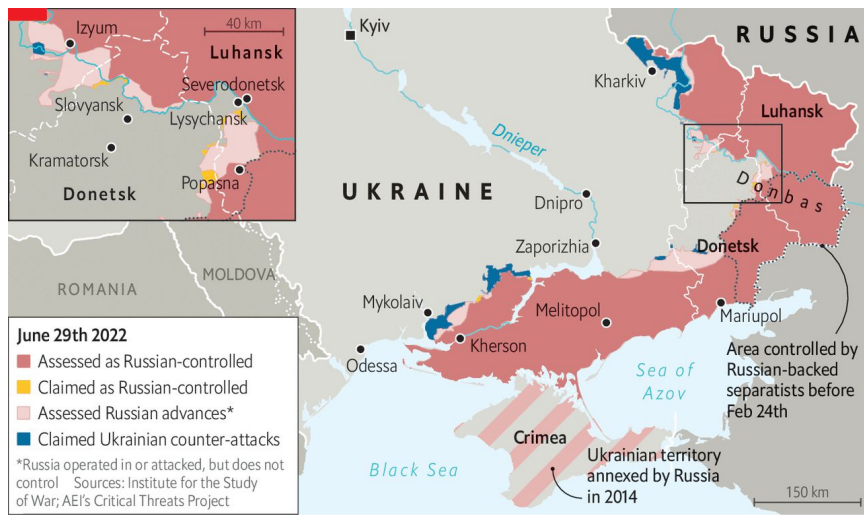 40 km
Izyum
Luhansk
Severodonetsk
Slovyansk
Lysychansk
Kramatorsk
Popasna
Donetsk
Kyiv
RUSSIA
Kharkiv
Luhansk
Dnieper
UKRAINE
Donbas
Dnipro
Zaporizhia
Donetsk
MOLDOVA
ROMANIA
Mykolaiv
Melitopol
Mariupol
Kherson
Odessa
Sea of
Azov
Area controlled by
Russian-backed
separatists before
Feb 24th
Crimea
Ukrainian territory
annexed by Russia
in 2014
Black Sea
150 km
June 29th 2022
Assessed as Russian-controlled
Claimed as Russian-controlled
Assessed Russian advances*
Claimed Ukrainian counter-attacks
*Russia operated in or attacked, but does not
control Sources: Institute for the Study
of War; AEI’s Critical Threats Project